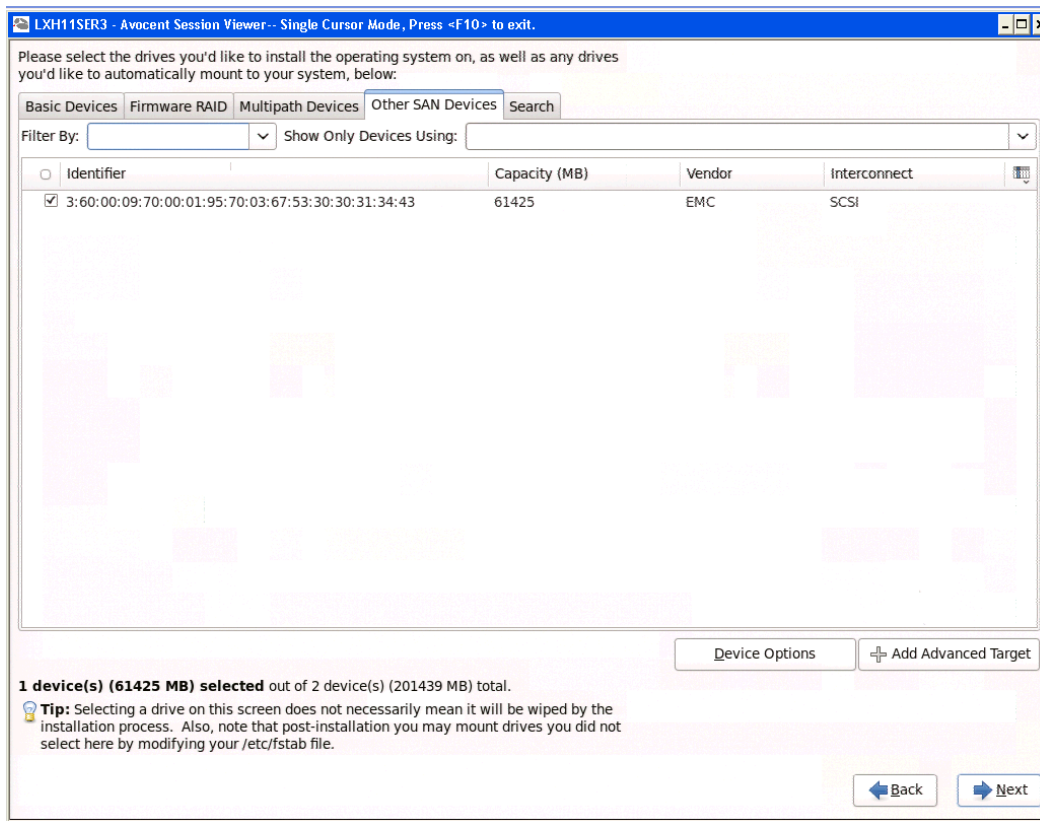 LXH11SER3 - Avocent Session Viewer-- Single Cursor Mode, Press <F10> to exit.
Please select the drives you'd like to install the operating system on, as well as any drives
you'd like to automatically mount to your system, below:
Basic Devices Firmware RAID Multipath Devices Other SAN Devices Search
Filter By: Show Only Devices Using:
Identifier Capacity (MB) Vendor Interconnect
3:60:00:09:70:00:01:95:70:03:67:53:30:30:31:34:43 61425 EMC SCSI
Device Options Add Advanced Target
1 device(s) (61425 MB) selected out of 2 device(s) (201439 MB) total.
Tip: Selecting a drive on this screen does not necessarily mean it will be wiped by the
installation process. Also, note that post-installation you may mount drives you did not
select here by modifying your /etc/fstab file.
Back Next